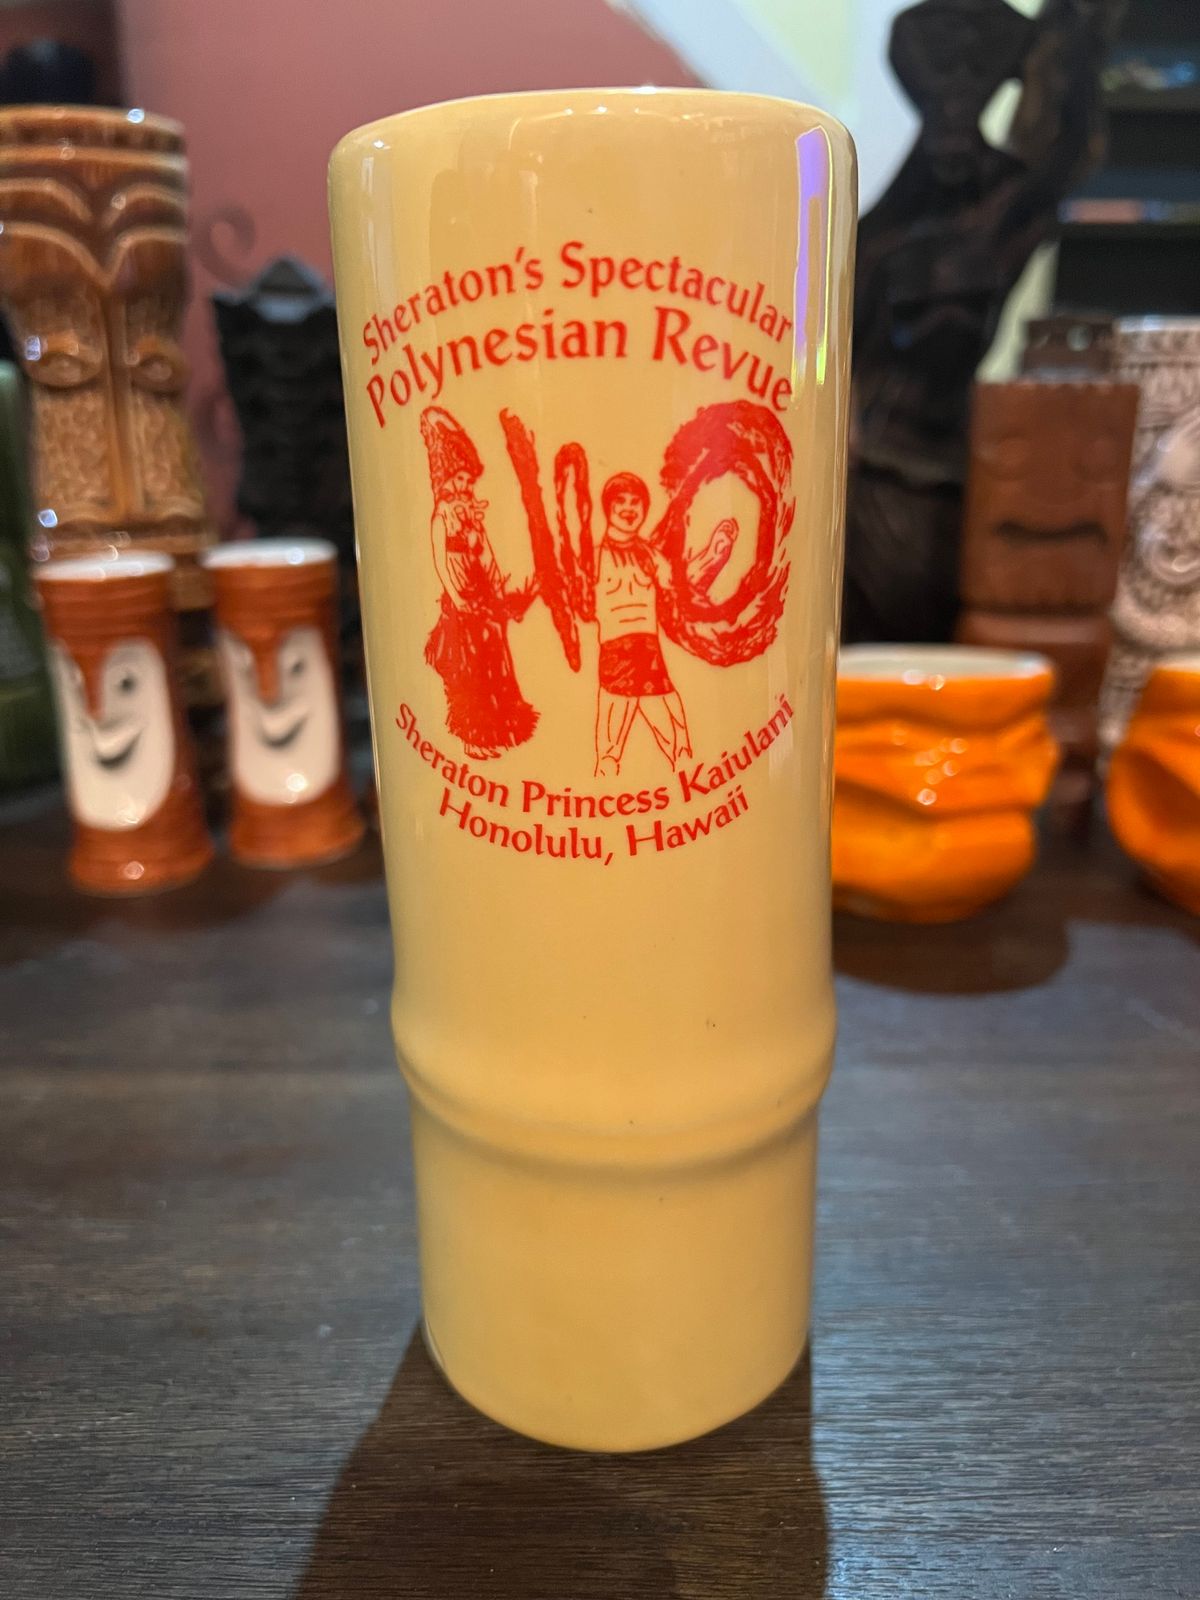 Sheraton's Spectacular
Polynesian Revue
Sheraton Princess Kaiulani
Honolulu, Hawaii